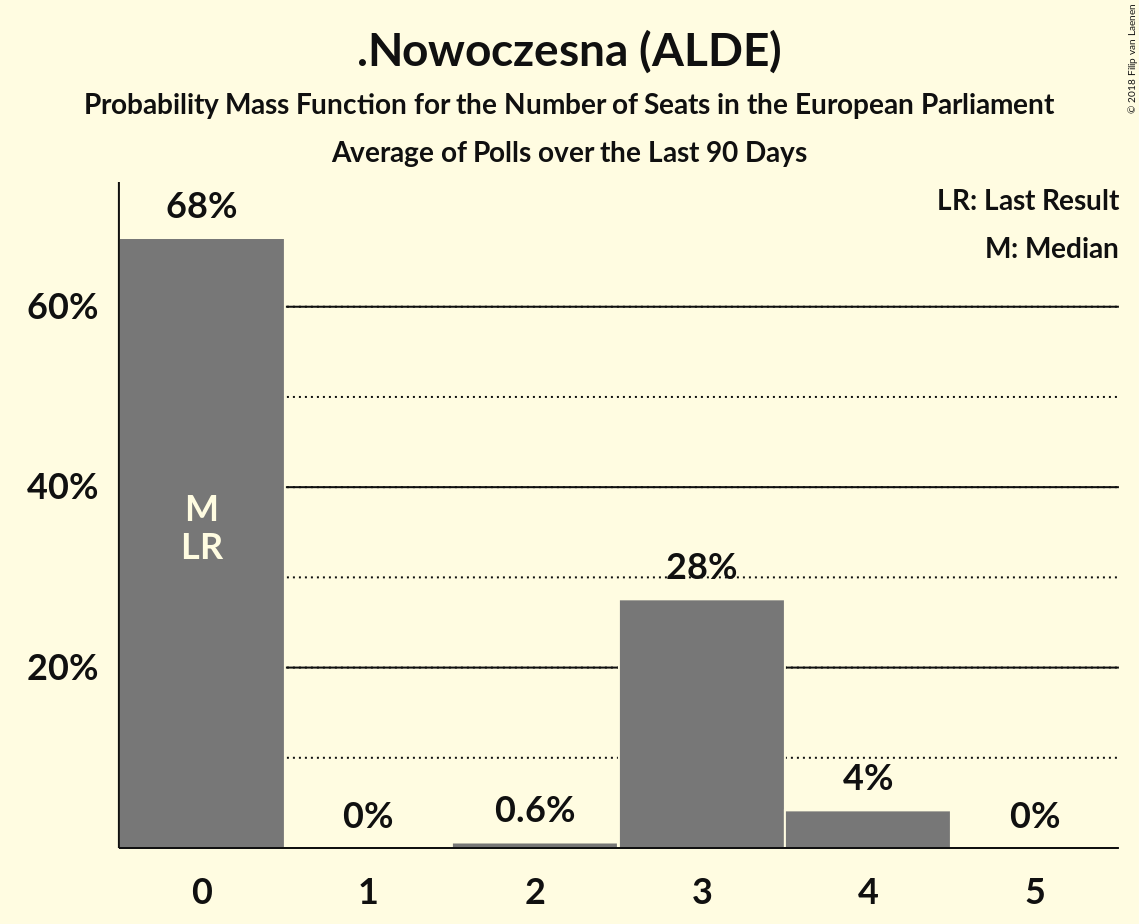 .Nowoczesna (ALDE)
Probability Mass Function for the Number of Seats in the European Parliament
Average of Polls over the Last 90 Days
© 2018 Filip van Laenen
LR: Last Result
M: Median
68%
60%
40%
20%
M
LR
0%
0.6%
28%
4%
0%
0 1 2 3 4 5